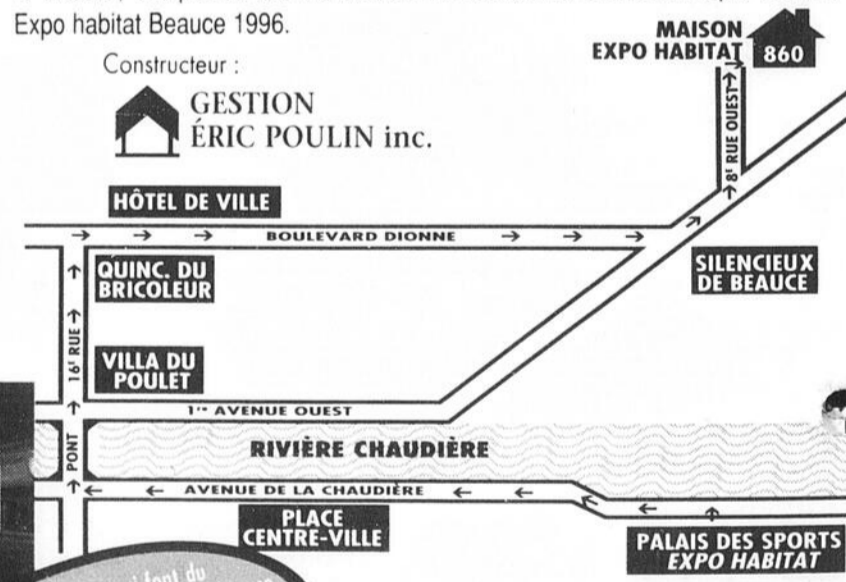 Expo habitat Beauce 1996.
Constructeur :
GESTION
ÉRIC POULIN inc.
MAISON
EXPO HABITAT
860
8E RUE OUEST
HÔTEL DE VILLE
BOULEVARD DIONNE
QUINC. DU
BRICOLEUR
SILENCIEUX
DE BEAUCE
16E RUE
VILLA DU
POULET
1re AVENUE OUEST
PONT
RIVIÈRE CHAUDIÈRE
AVENUE DE LA CHAUDIÈRE
PLACE
CENTRE-VILLE
PALAIS DES SPORTS
EXPO HABITAT
font du